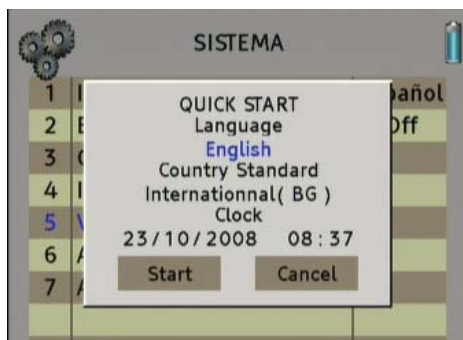 SISTEMA
1 I
pañol
2 E
Off
3
4 I
5
6
7
QUICK START
Language
English
Country Standard
Internationnal( BG )
Clock
23/10/2008 08:37
Start Cancel